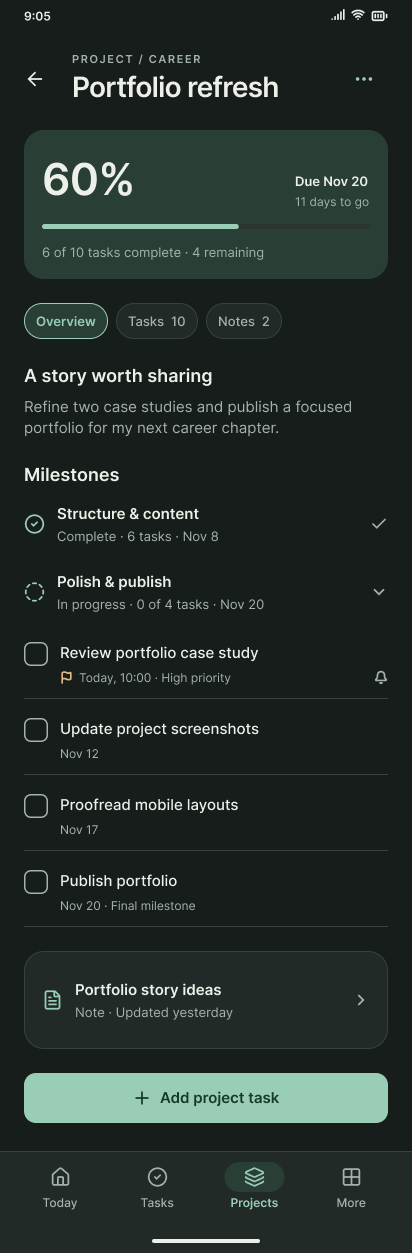 9:05
PROJECT / CAREER
Portfolio refresh
60%
Due Nov 20
11 days to go
6 of 10 tasks complete · 4 remaining
Overview
Tasks 10
Notes 2
A story worth sharing
Refine two case studies and publish a focused
portfolio for my next career chapter.
Milestones
Structure & content
Complete · 6 tasks · Nov 8
Polish & publish
In progress · 0 of 4 tasks · Nov 20
Review portfolio case study
Today, 10:00 · High priority
Update project screenshots
Nov 12
Proofread mobile layouts
Nov 17
Publish portfolio
Nov 20 · Final milestone
Portfolio story ideas
Note · Updated yesterday
Add project task
Today
Tasks
Projects
More